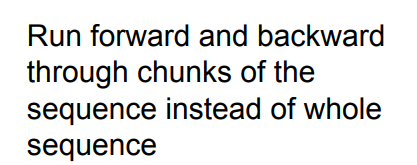 Run forward and backward
through chunks of the
sequence instead of whole
sequence